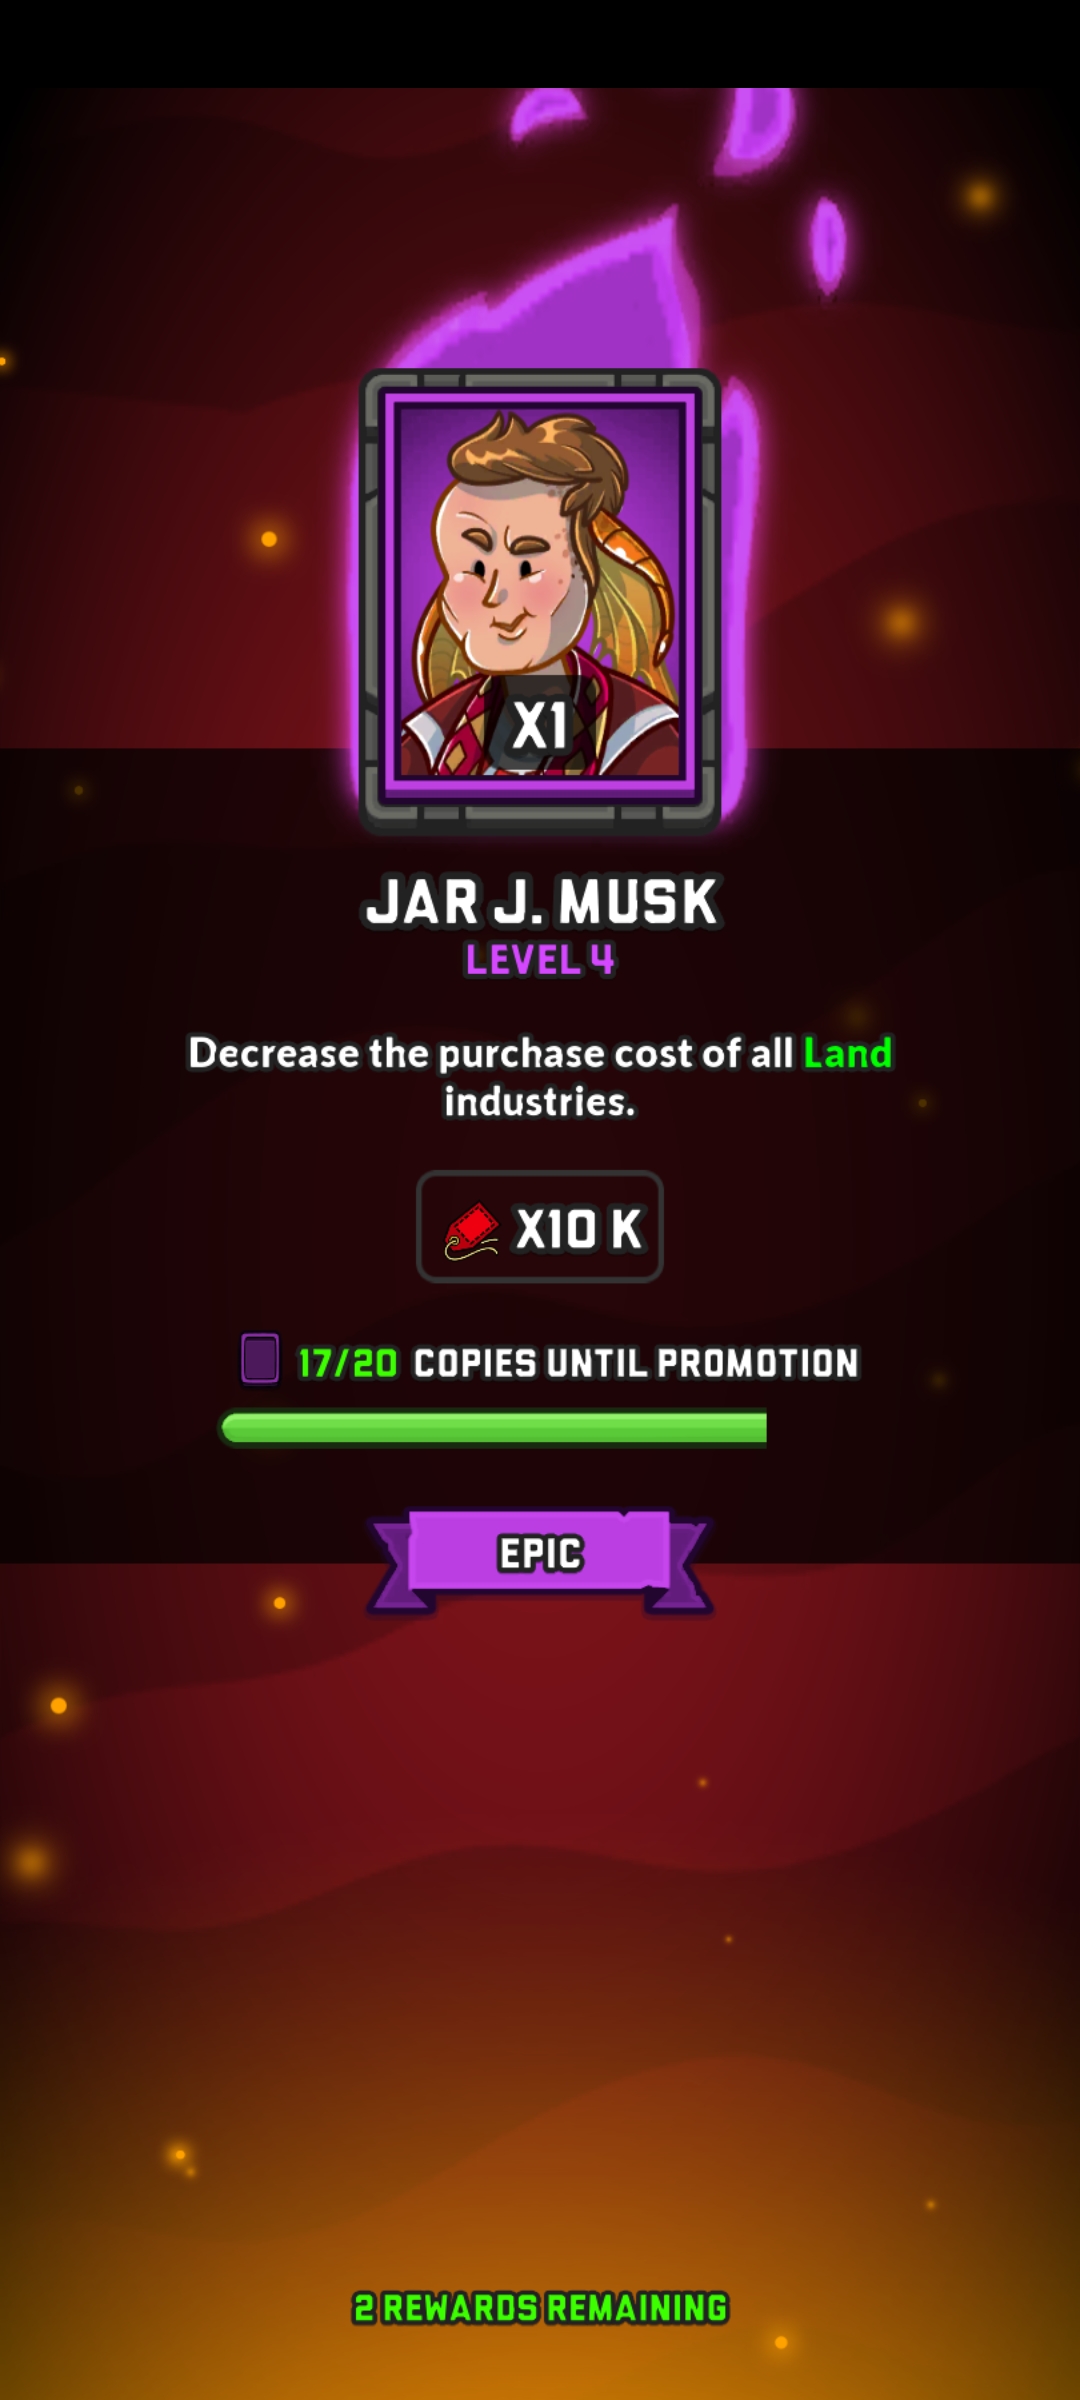 X1
JAR J. MUSK
LEVEL 4
Decrease the purchase cost of all Land
industries.
X10 K
17/20 COPIES UNTIL PROMOTION
EPIC
2 REWARDS REMAINING